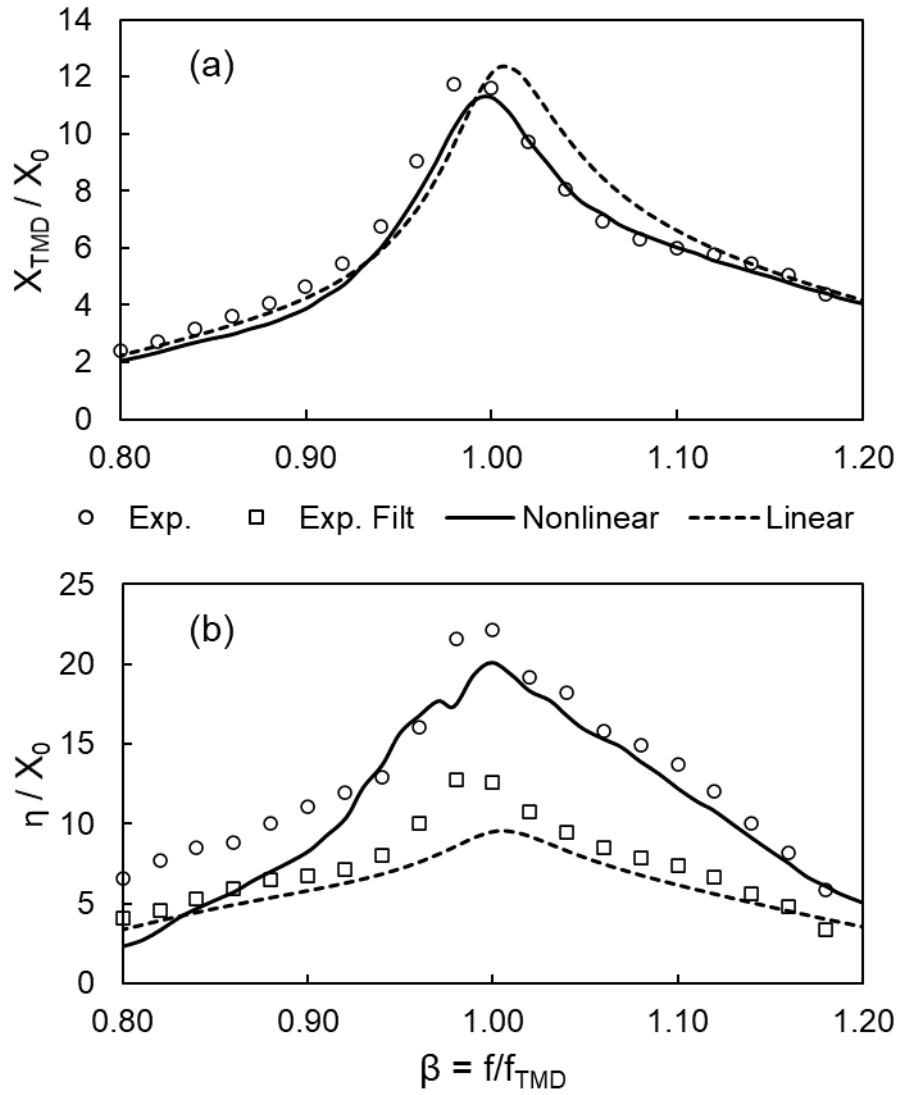 14
(a)
12
10
8
6
4
2
0
X_TMD / X_0
0.80 0.90 1.00 1.10 1.20
Exp. Exp. Filt Nonlinear Linear
25
(b)
20
15
10
5
0
η / X_0
0.80 0.90 1.00 1.10 1.20
β = f/f_TMD